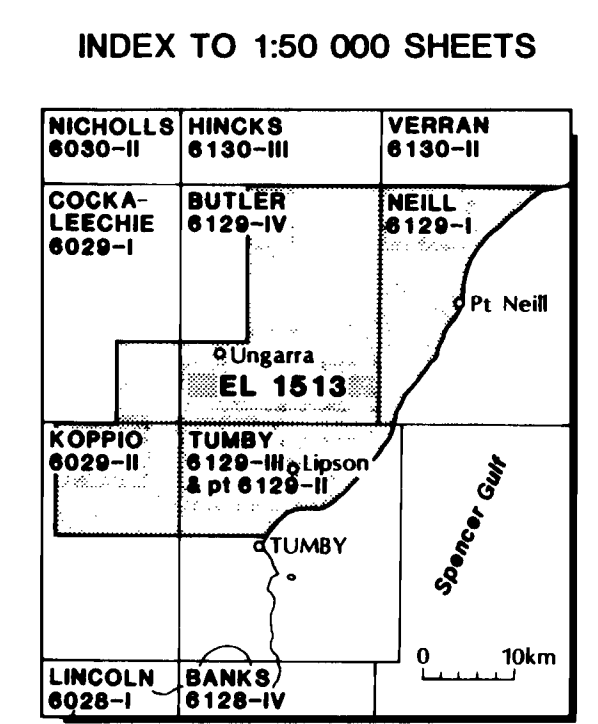 INDEX TO 1:50 000 SHEETS
NICHOLLS
6030-II
HINCKS
6130-III
VERRAN
6130-II
COCKA-
LEECHIE
6029-I
BUTLER
6129-IV
NEILL
6129-I
Pt Neill
Ungarra
EL 1513
KOPPIO
6029-II
TUMBY
6129-III
& pt 6129-II
Lipson
TUMBY
Spencer Gulf
LINCOLN
6028-I
BANKS
6128-IV
0 10km